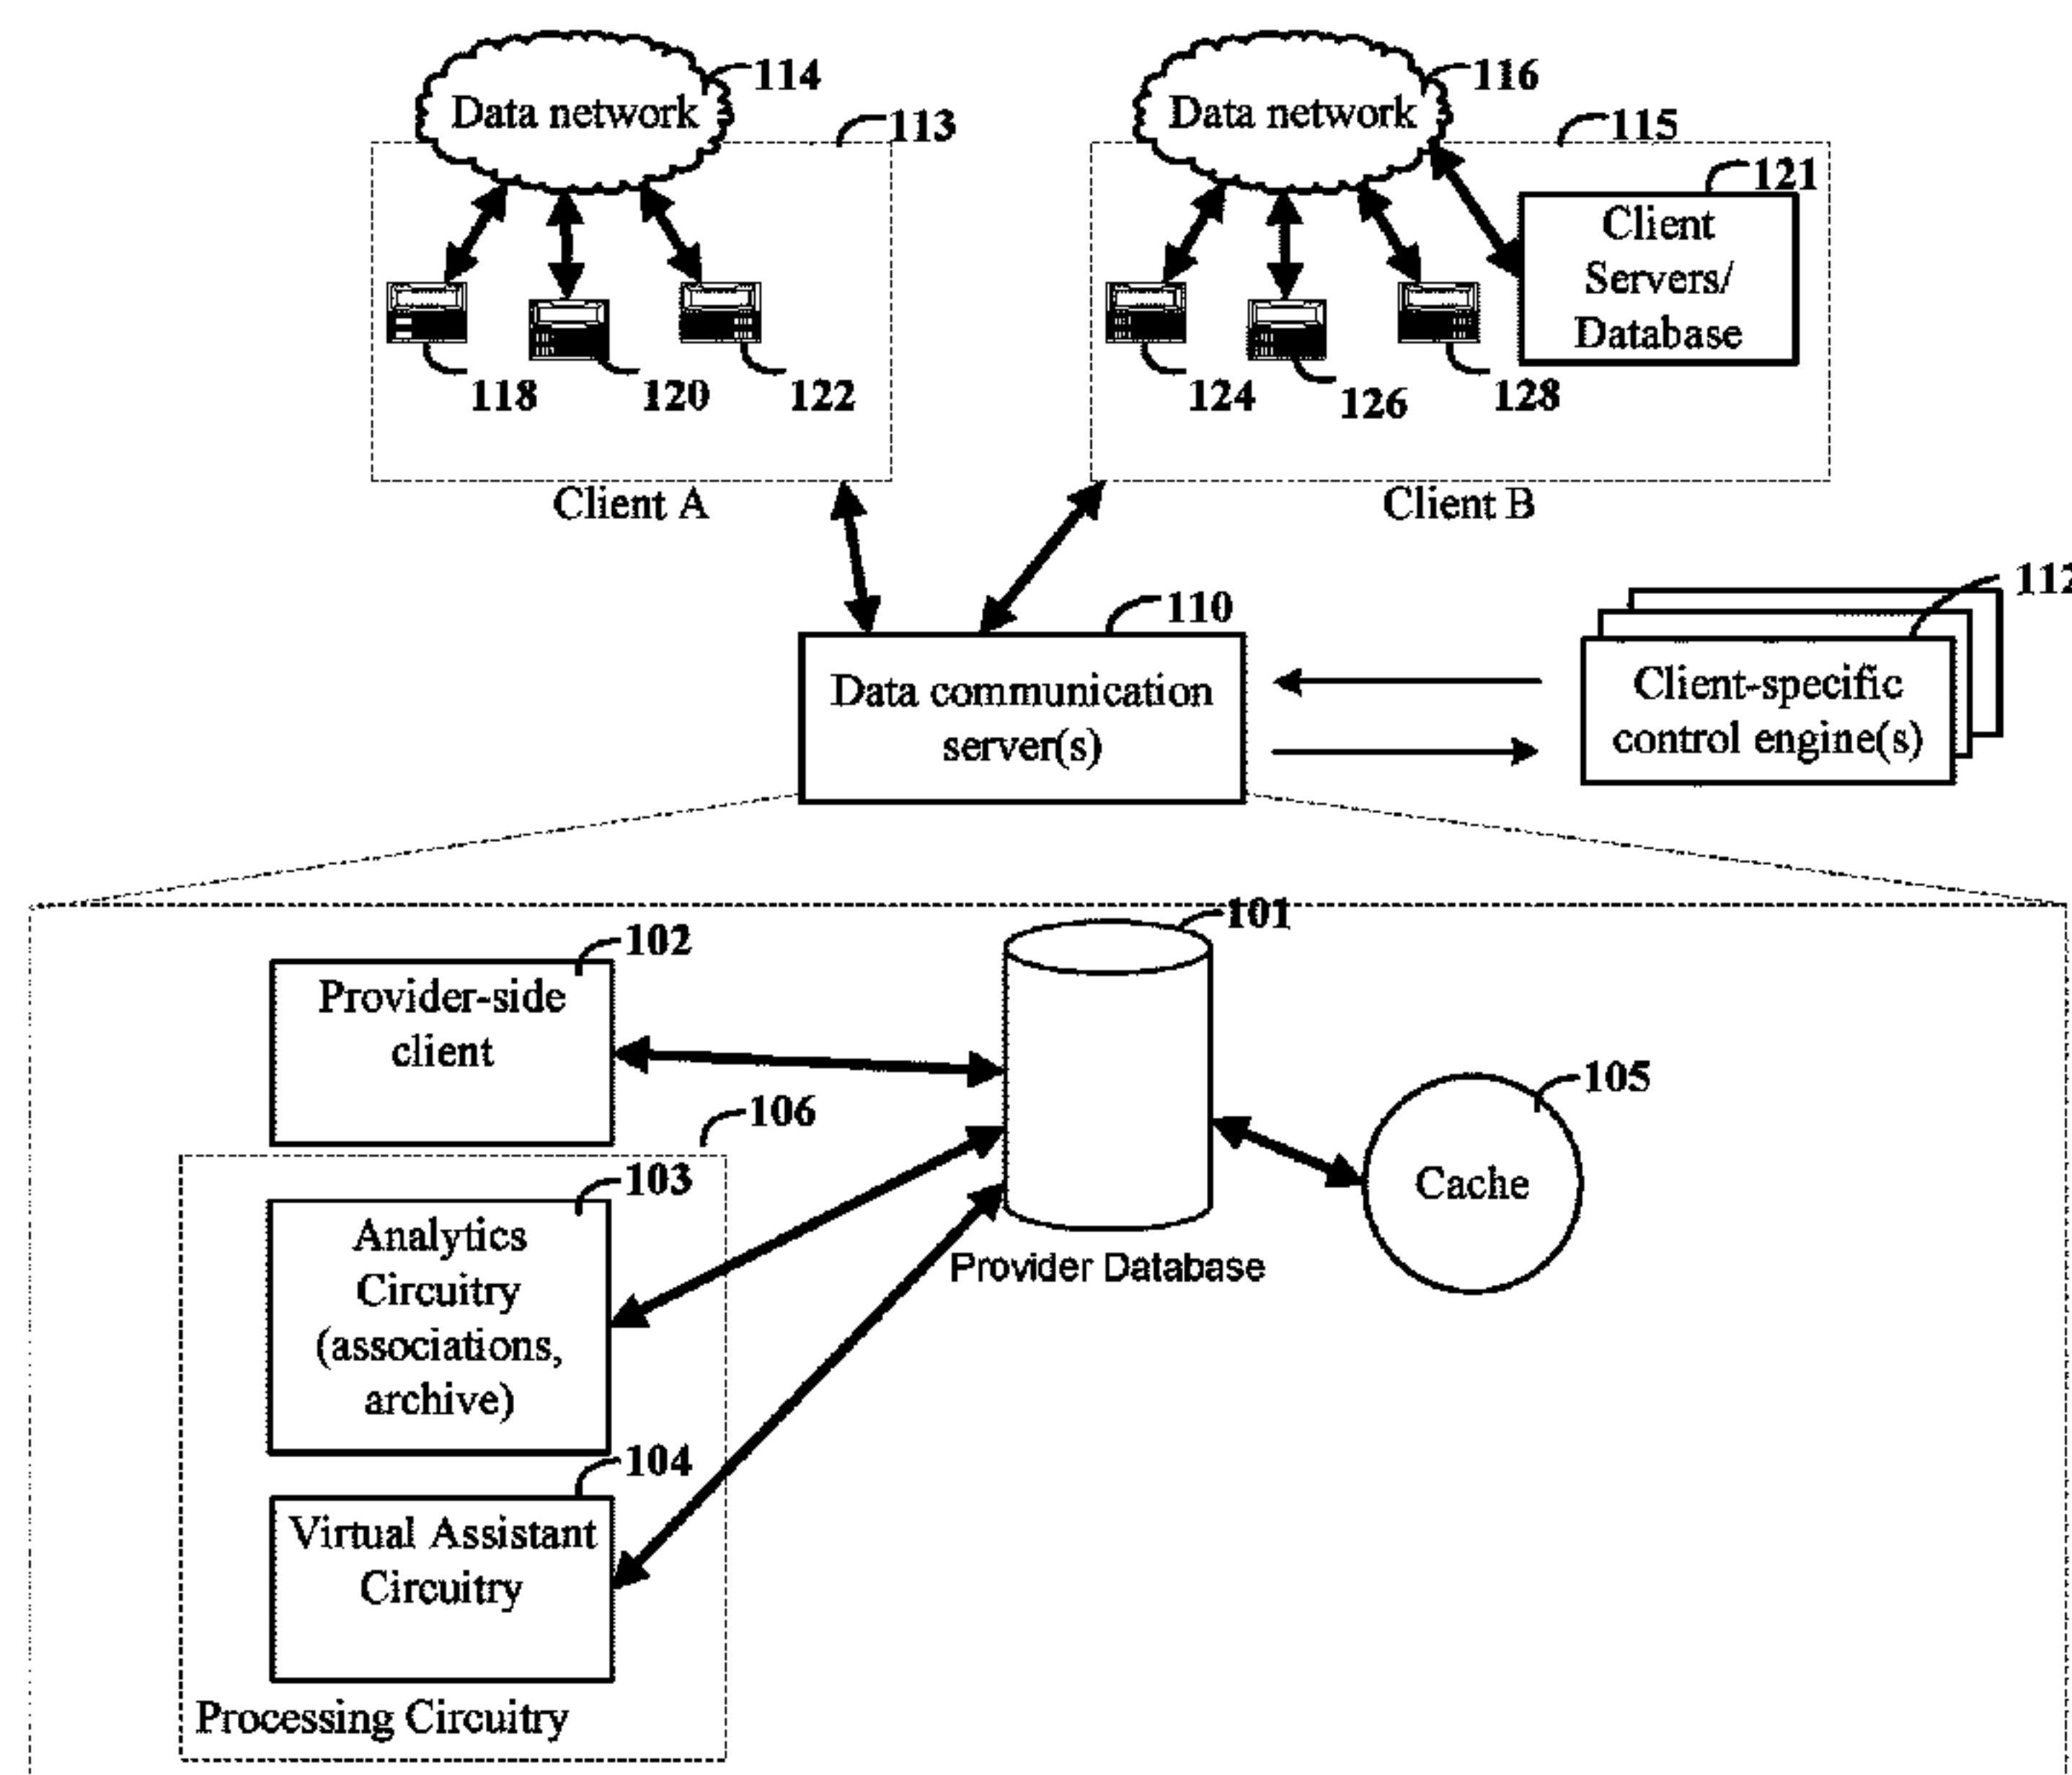 Data network
114
113
118
120
122
Client A
Data network
116
115
121
Client
Servers/
Database
124
126
128
Client B
110
Data communication
server(s)
112
Client-specific
control engine(s)
101
102
Provider-side
client
106
105
Cache
103
Analytics
Circuitry
(associations,
archive)
Provider Database
104
Virtual Assistant
Circuitry
Processing Circuitry